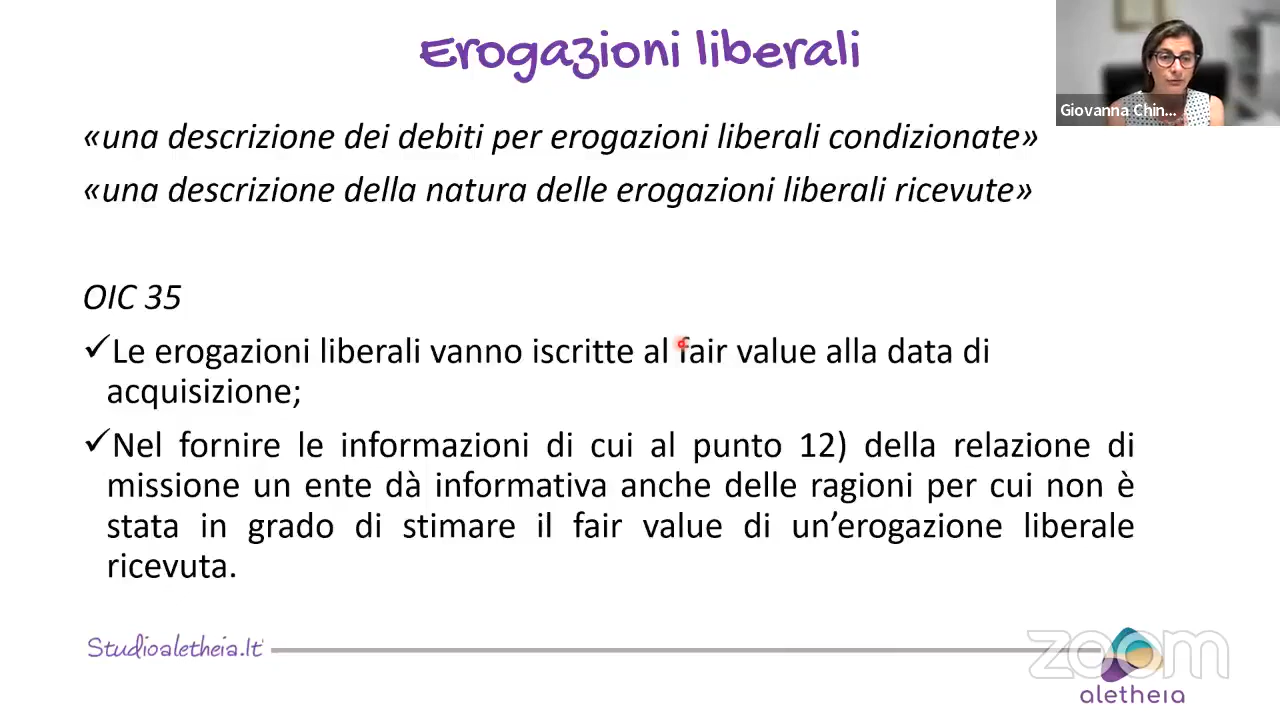 Erogazioni liberali
Giovanna Chin...
«una descrizione dei debiti per erogazioni liberali condizionate»
«una descrizione della natura delle erogazioni liberali ricevute»
OIC 35
✓Le erogazioni liberali vanno iscritte al fair value alla data di
acquisizione;
✓Nel fornire le informazioni di cui al punto 12) della relazione di
missione un ente dà informativa anche delle ragioni per cui non è
stata in grado di stimare il fair value di un’erogazione liberale
ricevuta.
Studioaletheia.It
zoom
aletheia